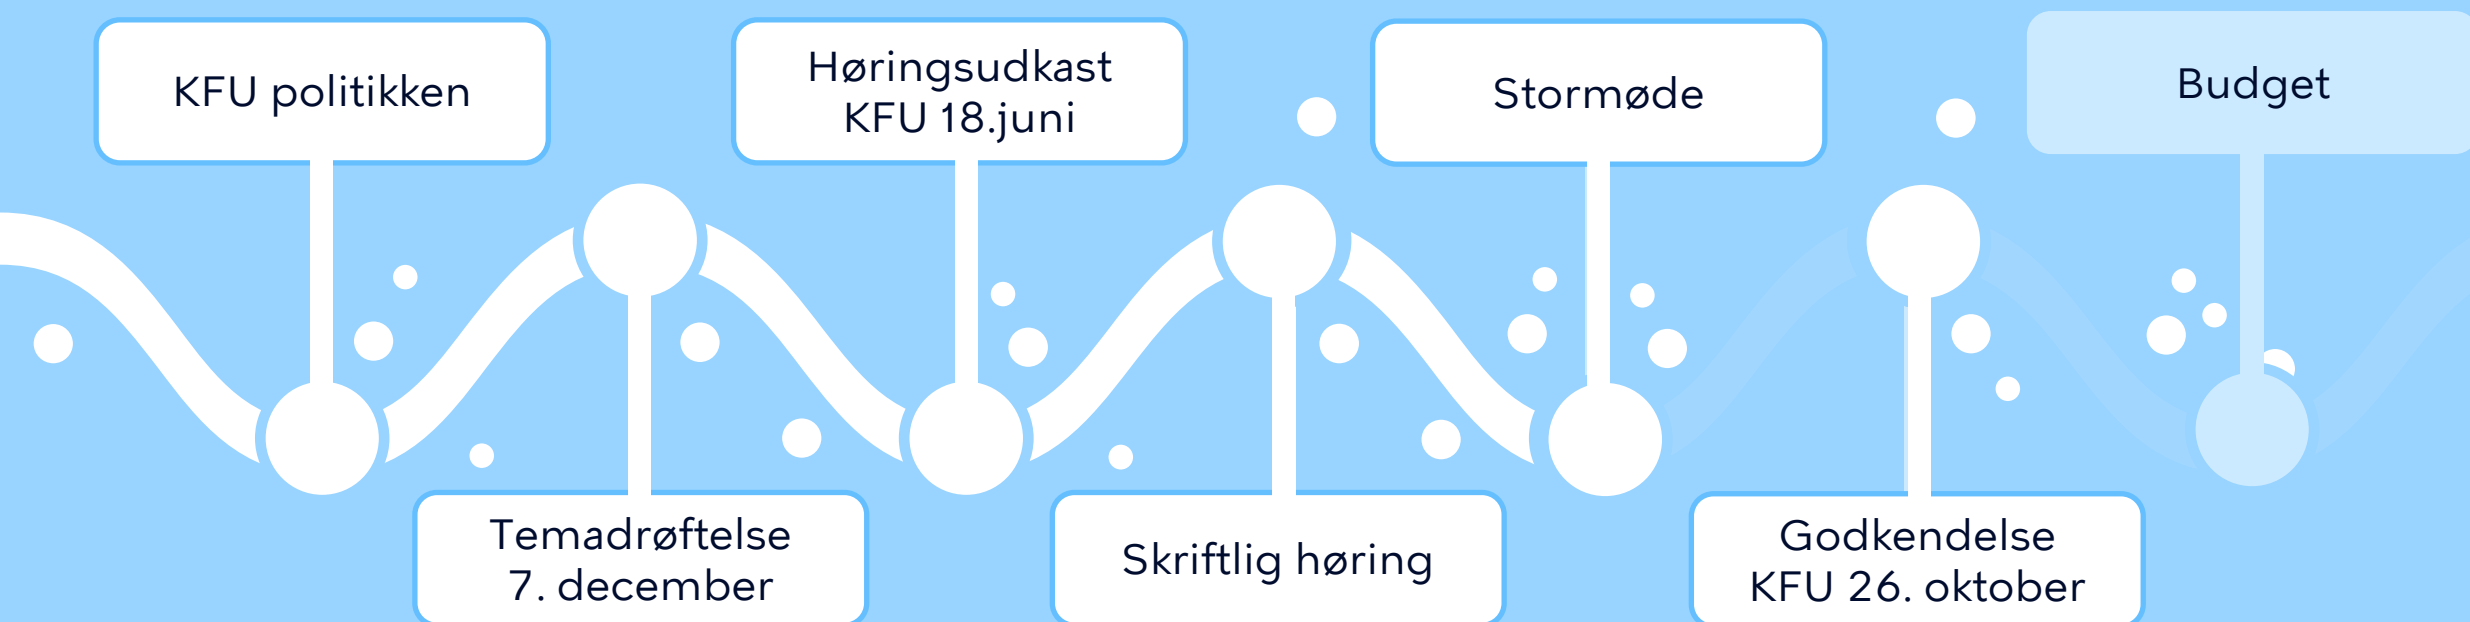 KFU politikken
Temadrøftelse
7. december
Høringsudkast
KFU 18.juni
Skriftlig høring
Stormøde
Godkendelse
KFU 26. oktober
Budget